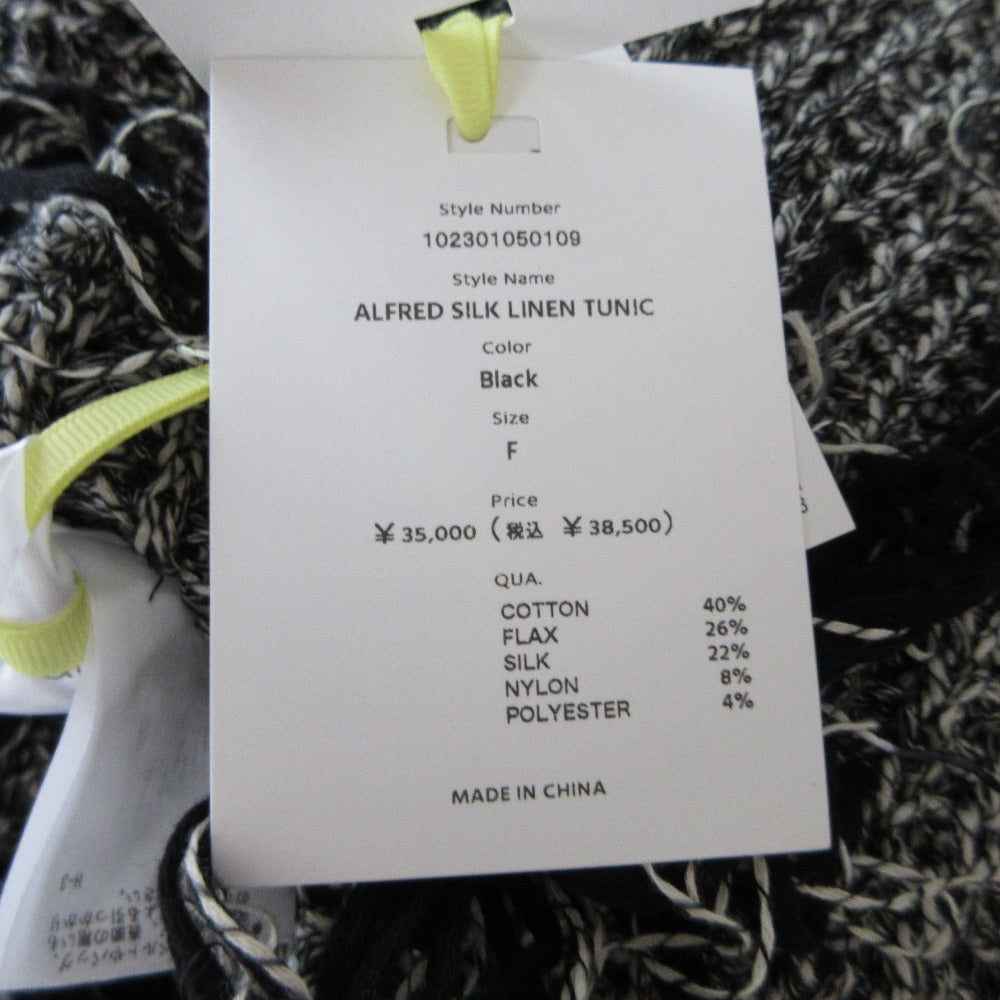 Style Number
102301050109
Style Name
ALFRED SILK LINEN TUNIC
Color
Black
Size
F
Price
¥35,000 (税込 ¥38,500)
QUA.
COTTON 40%
FLAX 26%
SILK 22%
NYLON 8%
POLYESTER 4%
MADE IN CHINA
H-3